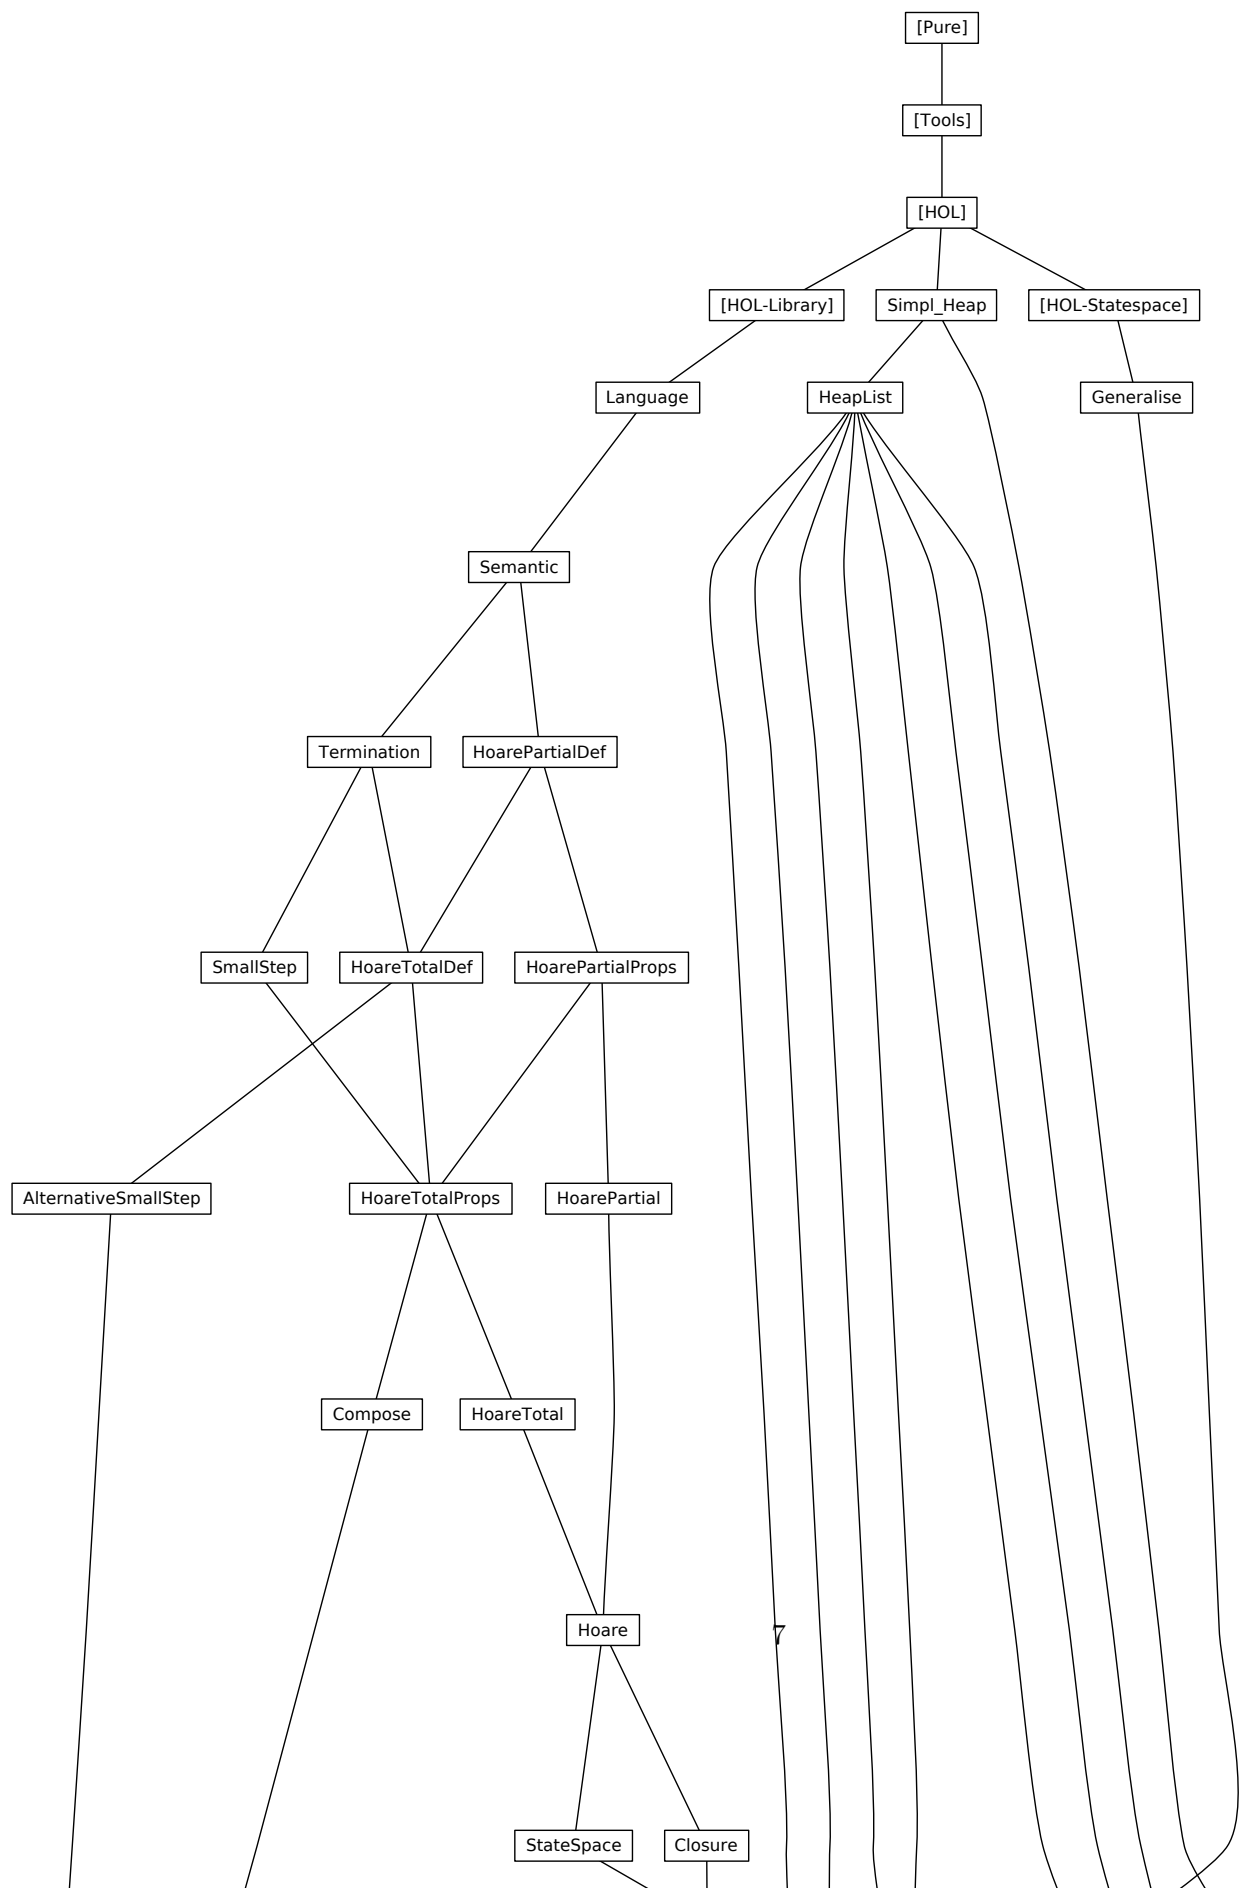 [Pure]
[Tools]
[HOL]
[HOL-Library]
Simpl_Heap
[HOL-Statespace]
Language
HeapList
Generalise
Semantic
Termination
HoarePartialDef
SmallStep
HoareTotalDef
HoarePartialProps
AlternativeSmallStep
HoareTotalProps
HoarePartial
Compose
HoareTotal
Hoare
7
StateSpace
Closure